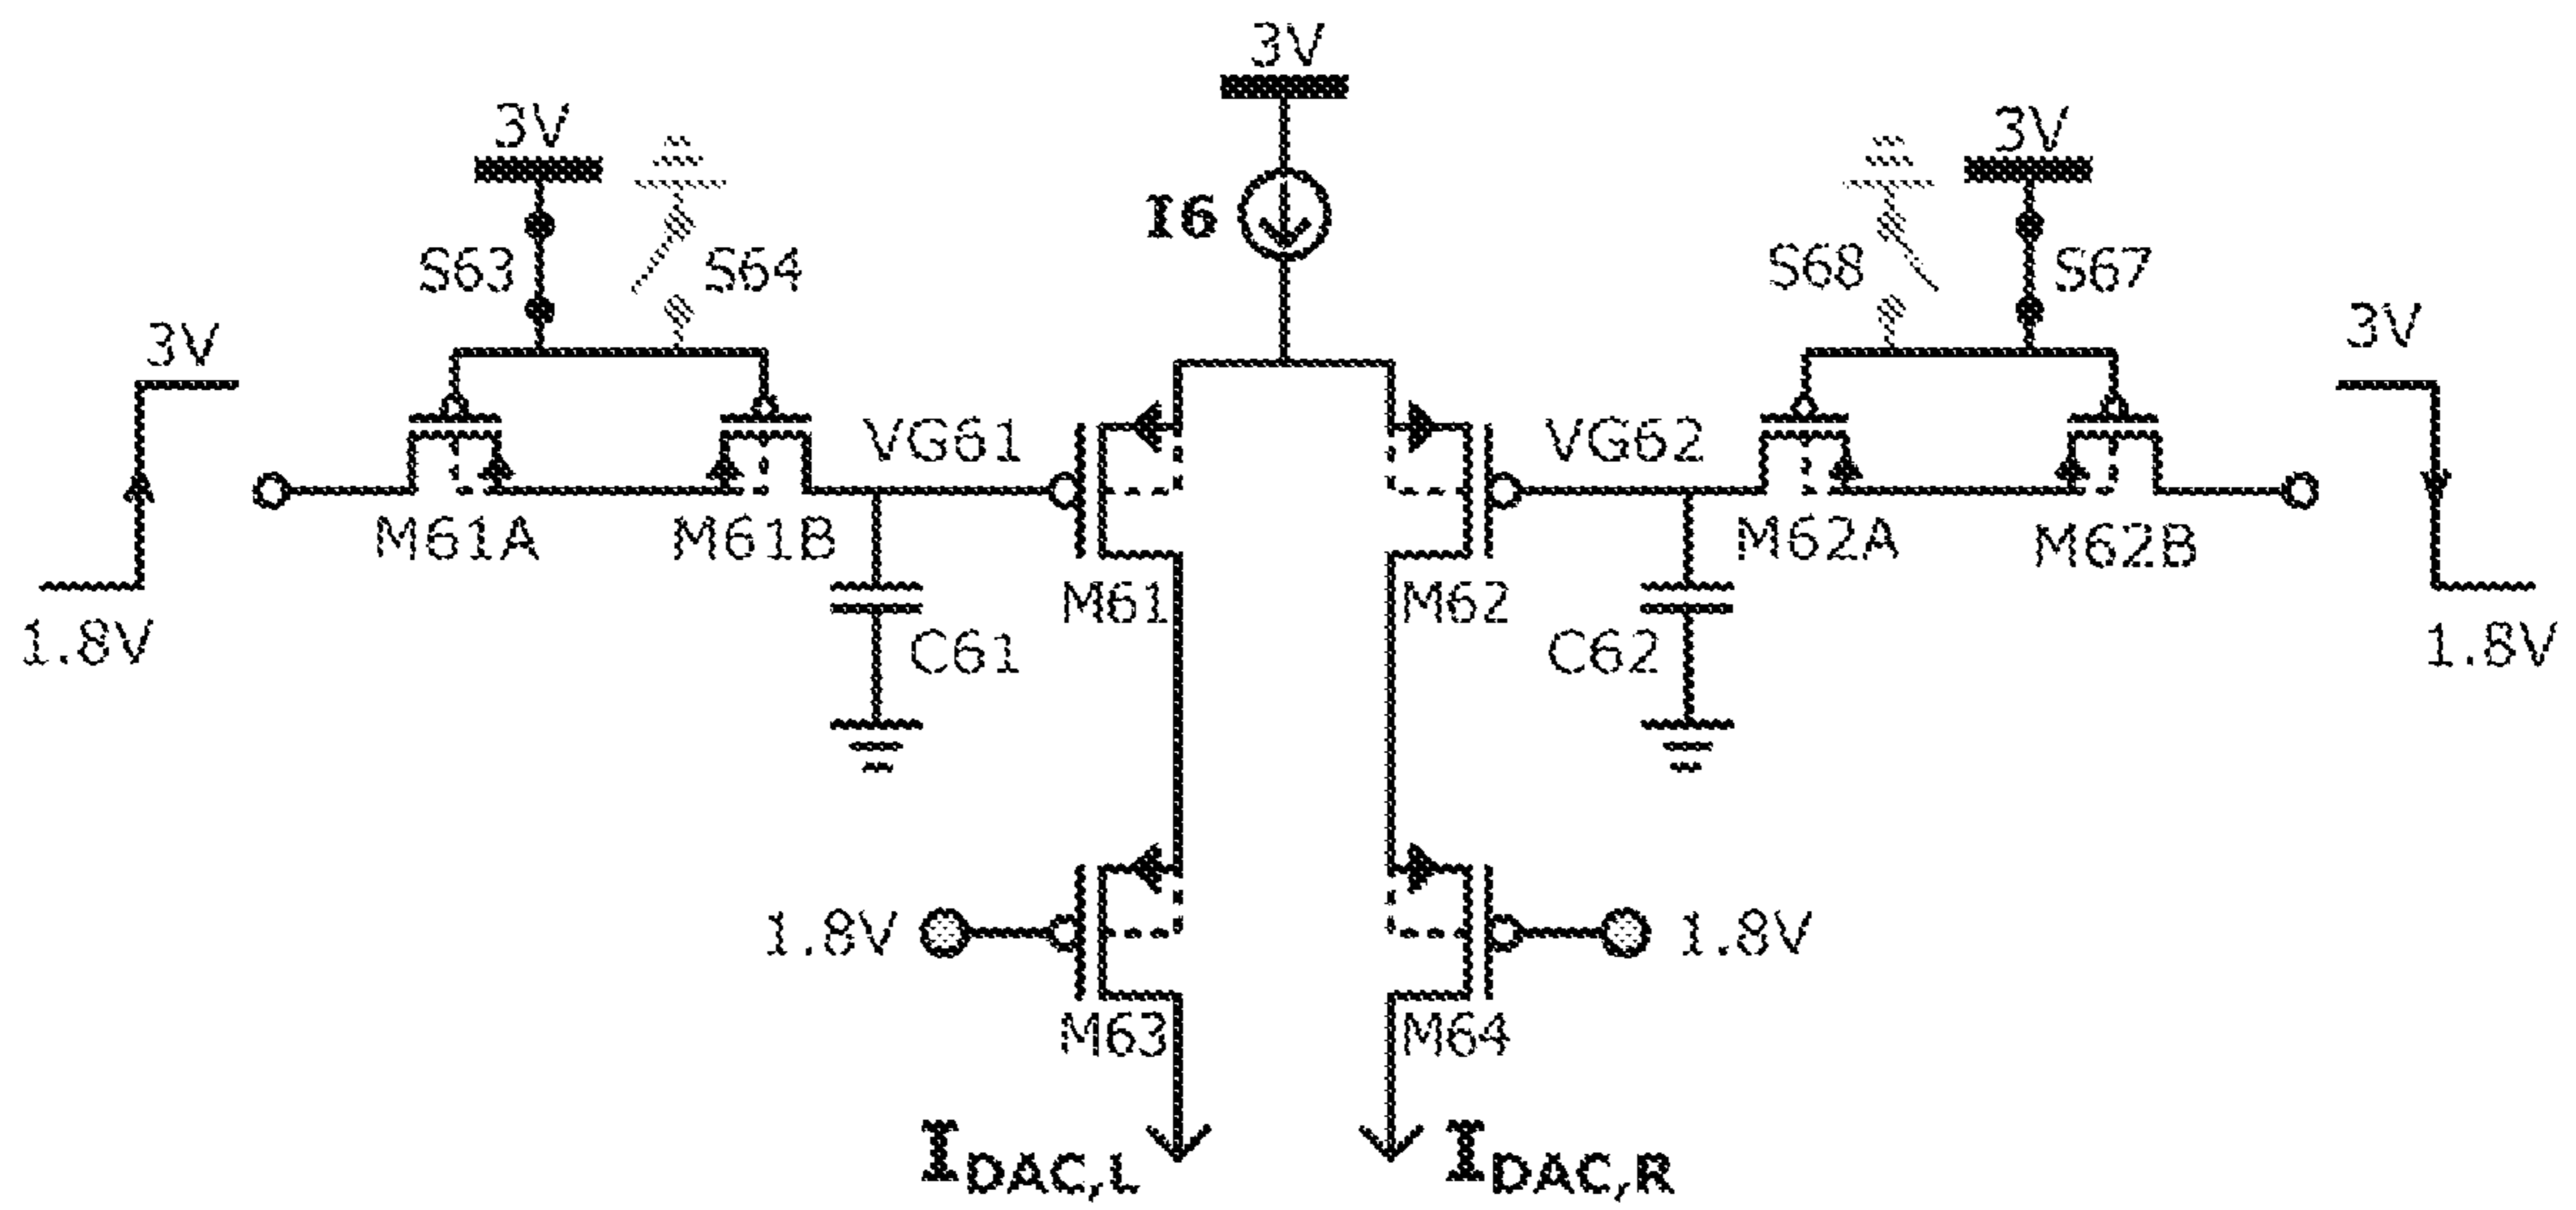 3V
3V
3V
I6
S63
S64
S68
S67
3V
3V
VG61
VG62
M61A
M61B
M62A
M62B
M61
M62
1.8V
C61
C62
1.8V
1.8V
1.8V
M63
M64
IDAC,L
IDAC,R